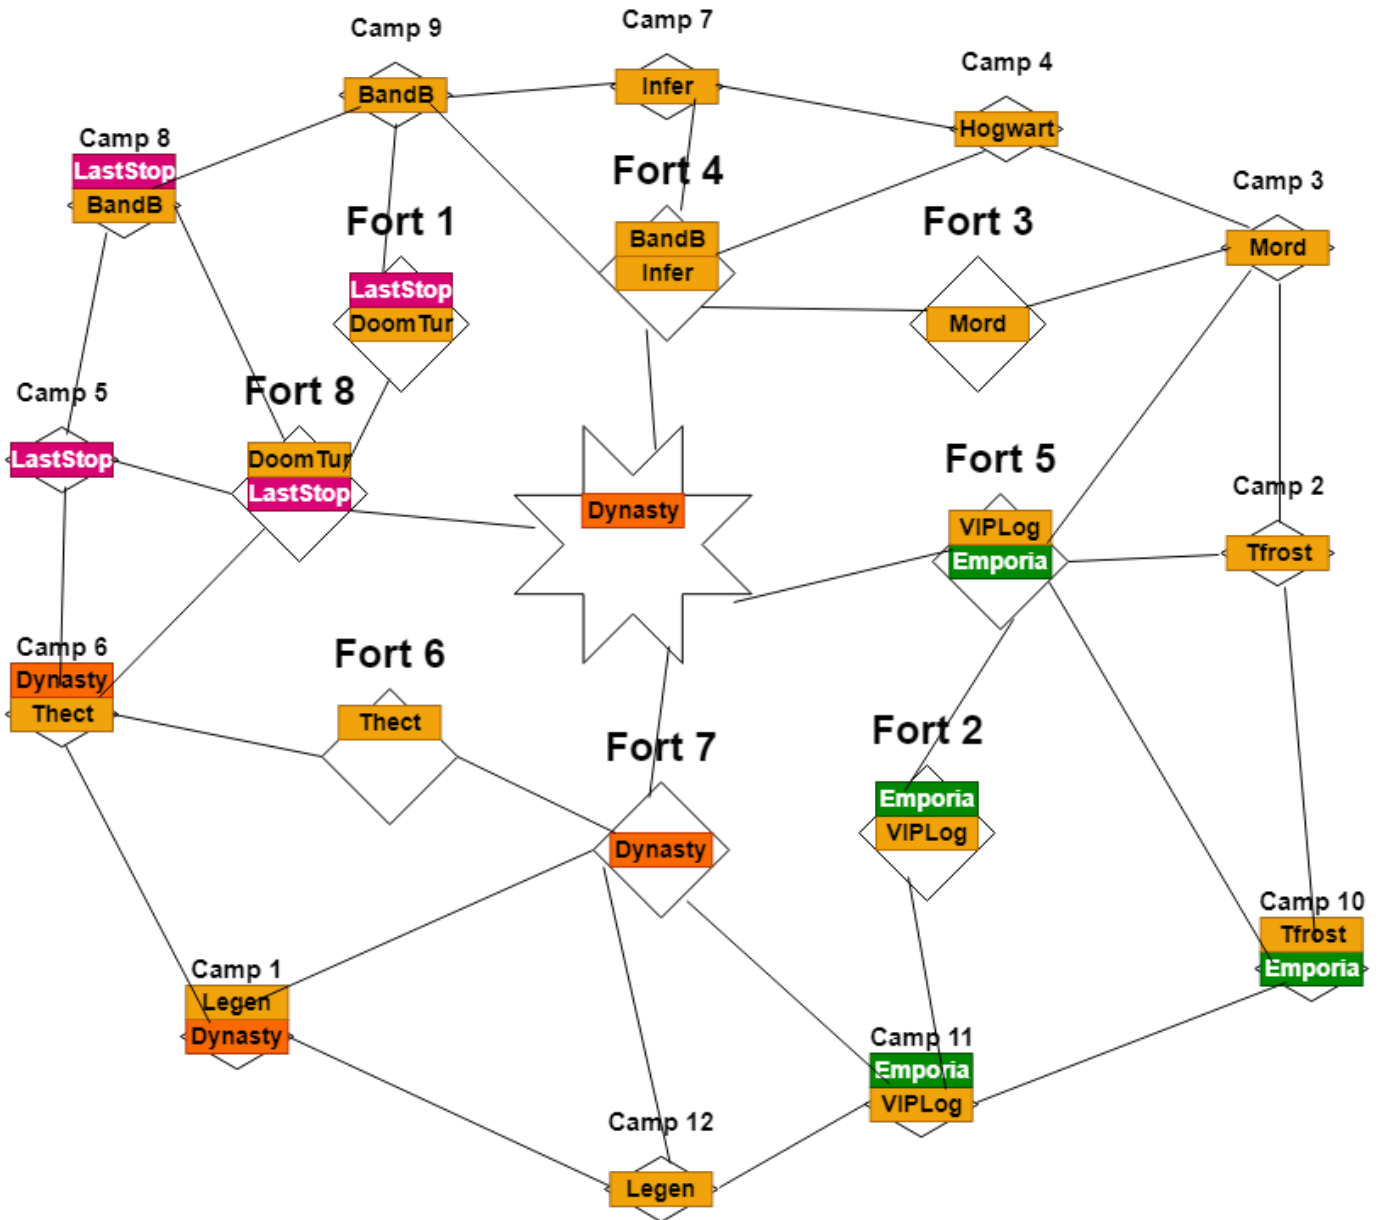 Camp 9
BandB
Camp 7
Infer
Camp 4
Hogwart
Camp 8
LastStop
BandB
Fort 1
LastStop
DoomTur
Fort 4
BandB
Infer
Fort 3
Mord
Camp 3
Mord
Camp 5
LastStop
Fort 8
DoomTur
LastStop
Dynasty
Fort 5
VIPLog
Emporia
Camp 2
Tfrost
Camp 6
Dynasty
Thect
Fort 6
Thect
Fort 7
Dynasty
Fort 2
Emporia
VIPLog
Camp 10
Tfrost
Emporia
Camp 1
Legen
Dynasty
Camp 11
Emporia
VIPLog
Camp 12
Legen